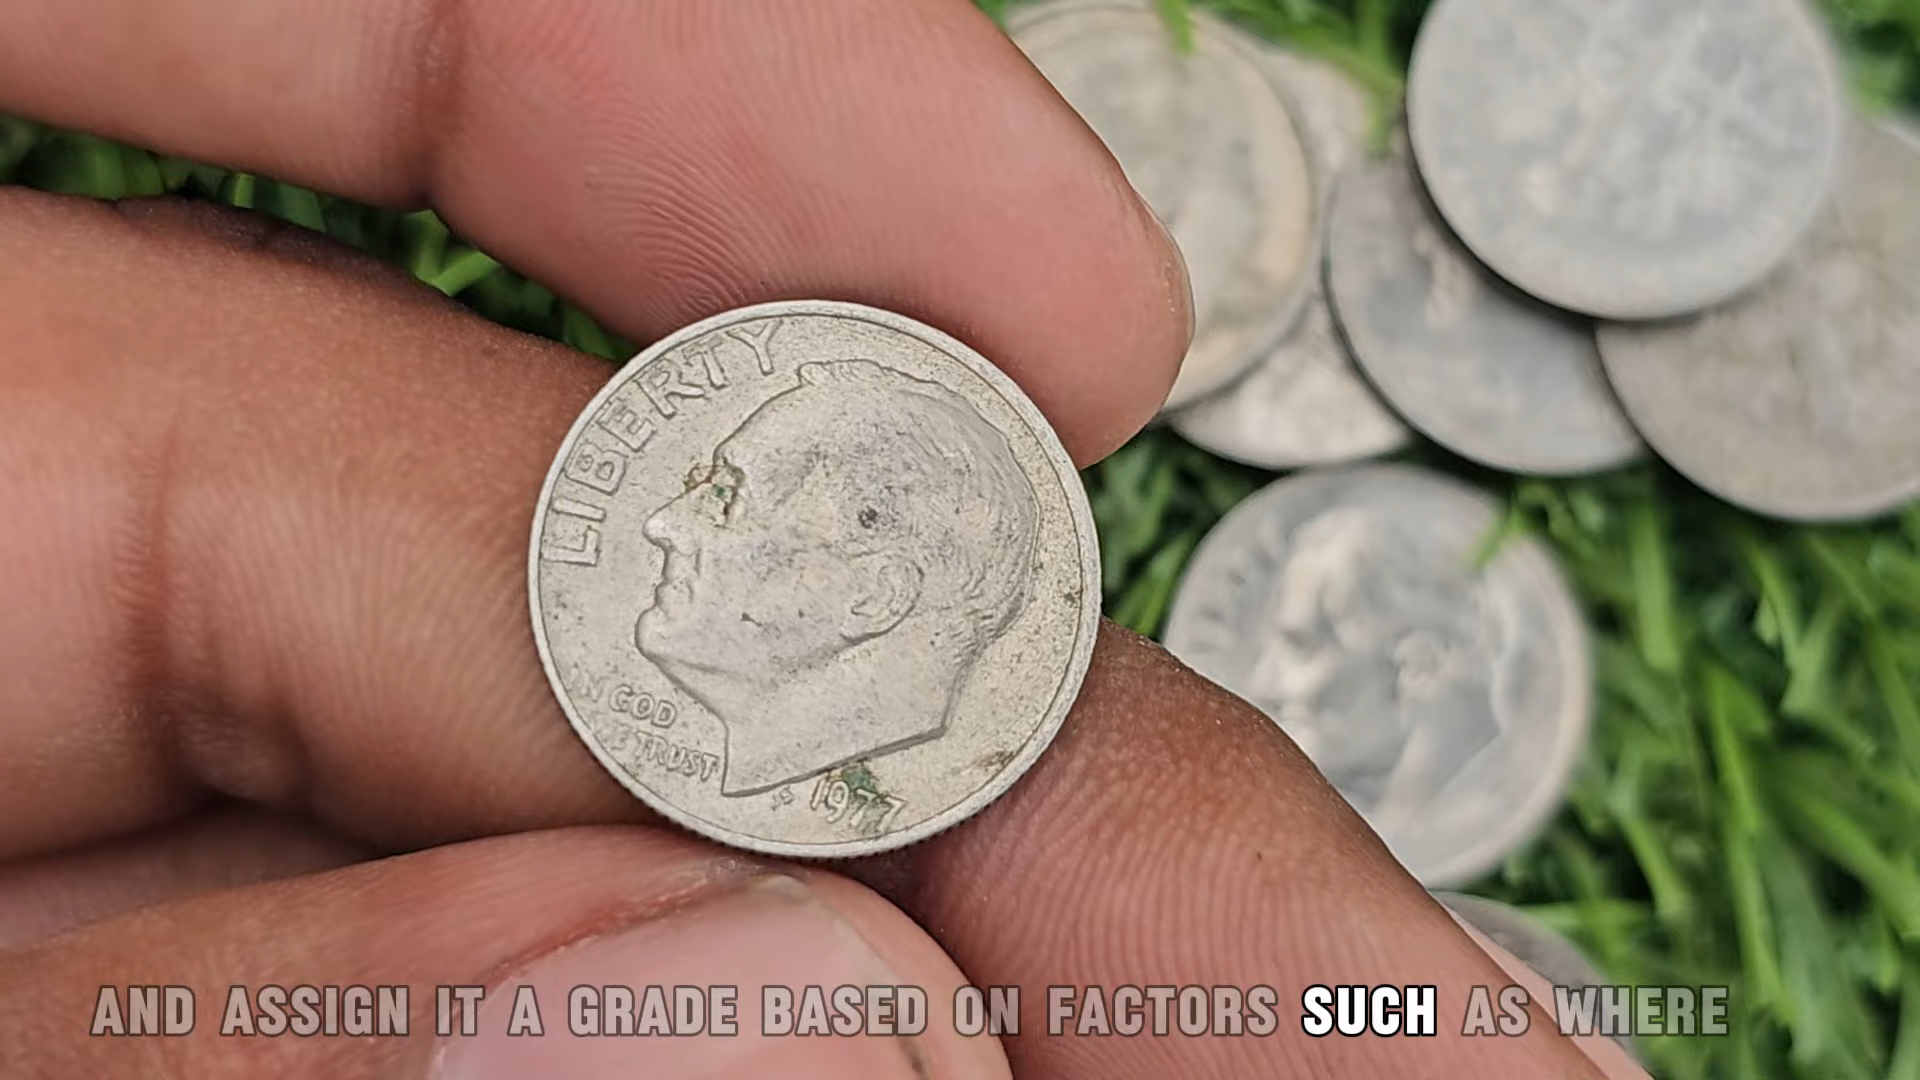 LIBERTY
IN GOD
WE TRUST
1977
AND ASSIGN IT A GRADE BASED ON FACTORS SUCH AS WHERE